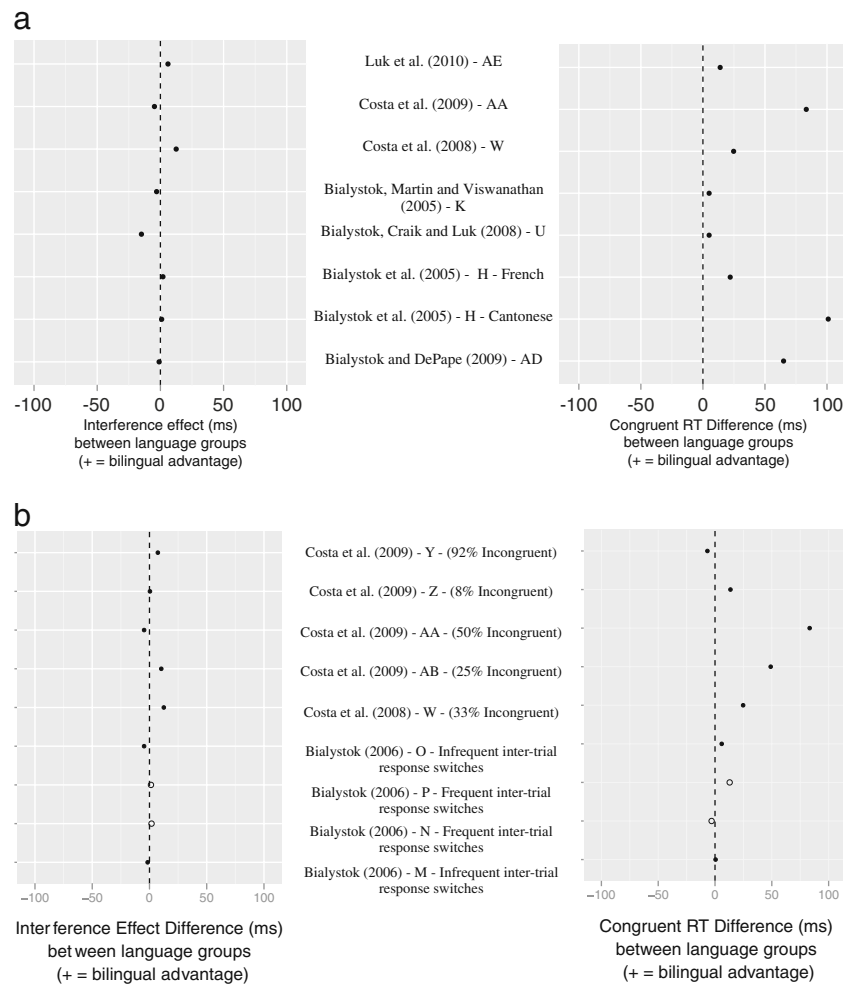 a
Luk et al. (2010) - AE
Costa et al. (2009) - AA
Costa et al. (2008) - W
Bialystok, Martin and Viswanathan
(2005) - K
Bialystok, Craik and Luk (2008) - U
Bialystok et al. (2005) - H - French
Bialystok et al. (2005) - H - Cantonese
Bialystok and DePape (2009) - AD
-100 -50 0 50 100
Interference effect (ms)
between language groups
(+ = bilingual advantage)
-100 -50 0 50 100
Congruent RT Difference (ms)
between language groups
(+ = bilingual advantage)
b
Costa et al. (2009) - Y - (92% Incongruent)
Costa et al. (2009) - Z - (8% Incongruent)
Costa et al. (2009) - AA - (50% Incongruent)
Costa et al. (2009) - AB - (25% Incongruent)
Costa et al. (2008) - W - (33% Incongruent)
Bialystok (2006) - O - Infrequent inter-trial
response switches
Bialystok (2006) - P - Frequent inter-trial
response switches
Bialystok (2006) - N - Frequent inter-trial
response switches
Bialystok (2006) - M - Infrequent inter-trial
response switches
−100 −50 0 50 100
Interference Effect Difference (ms)
between language groups
(+ = bilingual advantage)
−100 −50 0 50 100
Congruent RT Difference (ms)
between language groups
(+ = bilingual advantage)